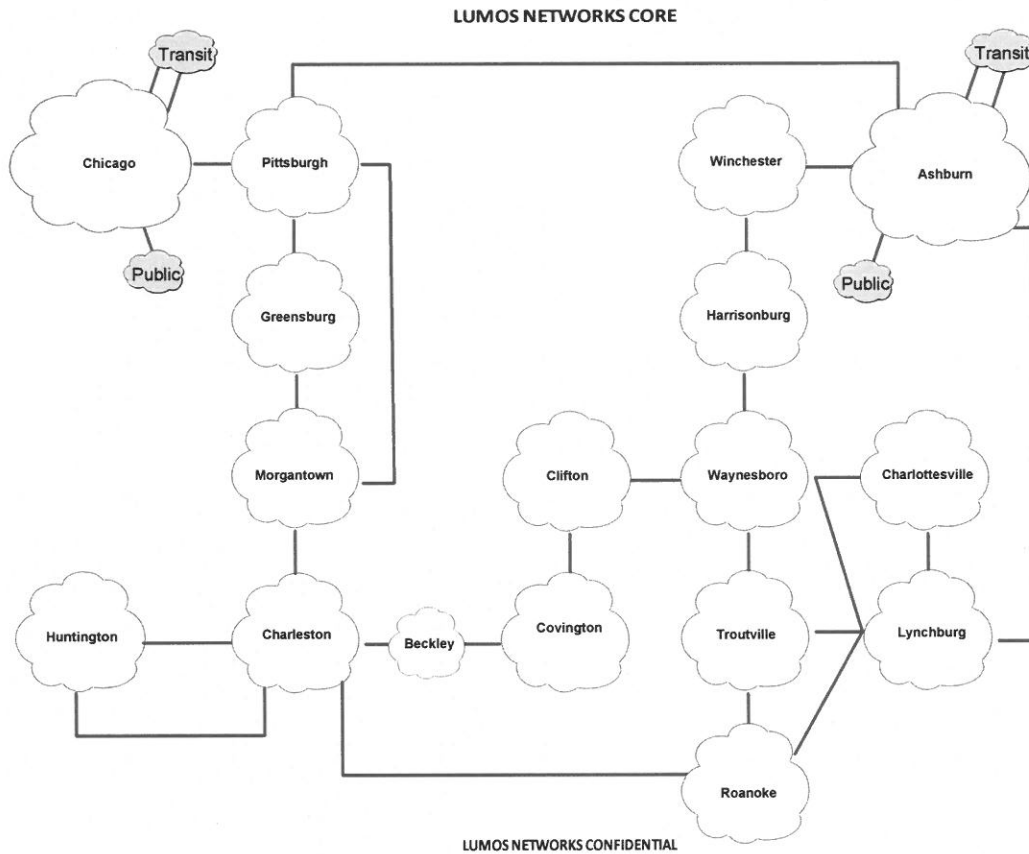 LUMOS NETWORKS CORE
Transit
Transit
Chicago
Pittsburgh
Winchester
Ashburn
Public
Public
Greensburg
Harrisonburg
Morgantown
Clifton
Waynesboro
Charlottesville
Huntington
Charleston
Beckley
Covington
Troutville
Lynchburg
Roanoke
LUMOS NETWORKS CONFIDENTIAL